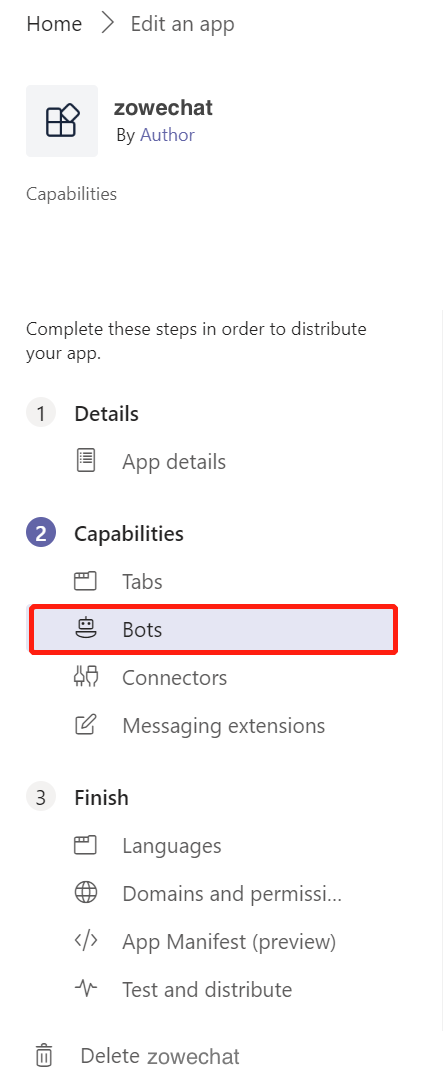 Home > Edit an app
zowechat
By Author
Capabilities
Complete these steps in order to distribute
your app.
1 Details
App details
2 Capabilities
Tabs
Bots
Connectors
Messaging extensions
3 Finish
Languages
Domains and permissi...
App Manifest (preview)
Test and distribute
Delete zowechat